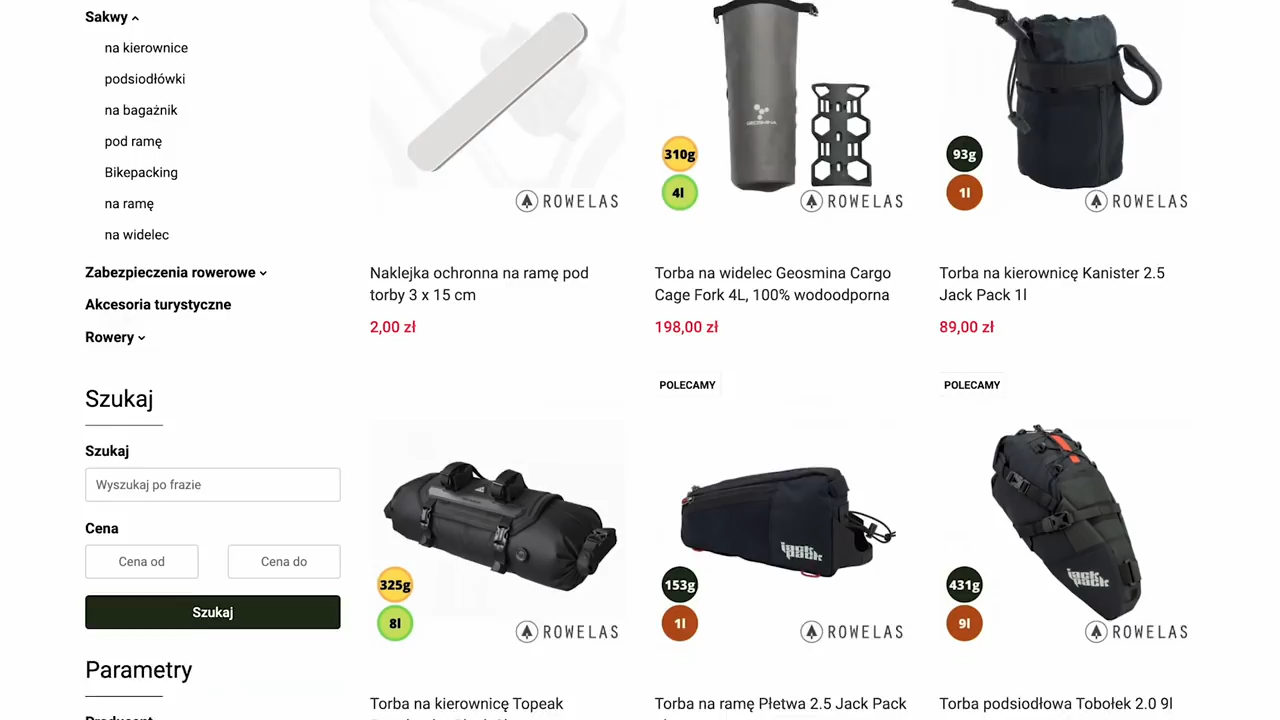 Sakwy
na kierownice
podsiodłówki
na bagażnik
pod ramę
Bikepacking
na ramę
na widelec
Zabezpieczenia rowerowe
Akcesoria turystyczne
Rowery
Szukaj
Szukaj
Wyszukaj po frazie
Cena
Cena od
Cena do
Szukaj
Parametry
ROWELAS
Naklejka ochronna na ramę pod
torby 3 x 15 cm
2,00 zł
GEOSMINA
310g
4l
ROWELAS
Torba na widelec Geosmina Cargo
Cage Fork 4L, 100% wodoodporna
198,00 zł
93g
1l
ROWELAS
Torba na kierownicę Kanister 2.5
Jack Pack 1l
89,00 zł
325g
8l
ROWELAS
Torba na kierownicę Topeak
POLECAMY
jack
pack
153g
1l
ROWELAS
Torba na ramę Płetwa 2.5 Jack Pack
POLECAMY
jack
pack
431g
9l
ROWELAS
Torba podsiodłowa Tobołek 2.0 9l